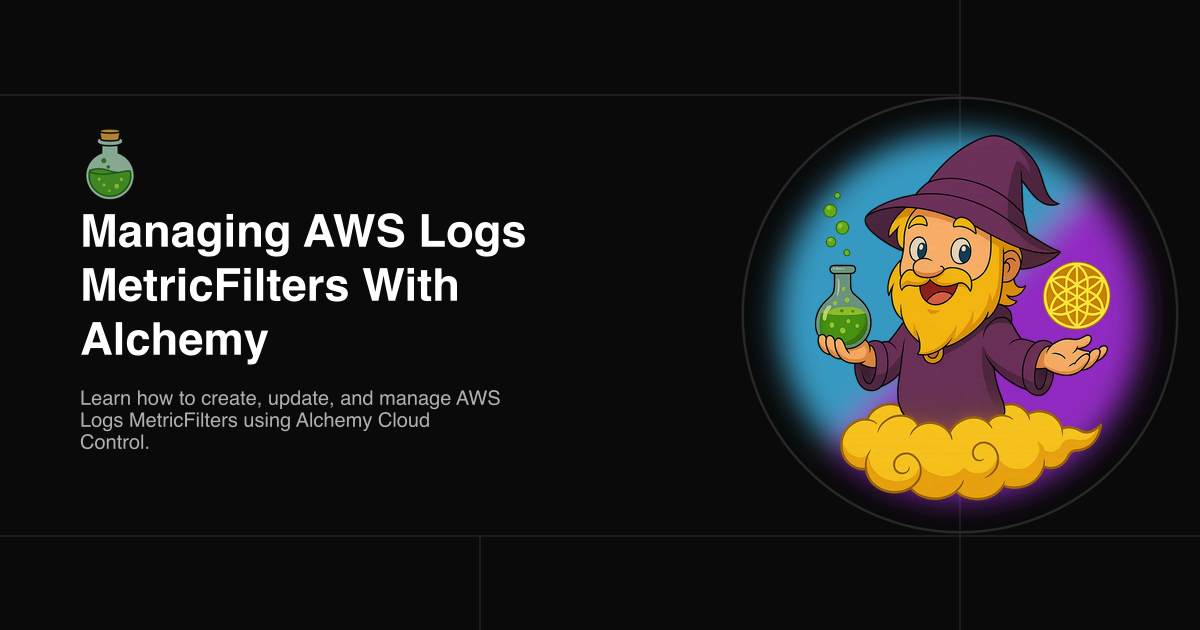 Managing AWS Logs
MetricFilters With
Alchemy
Learn how to create, update, and manage AWS
Logs MetricFilters using Alchemy Cloud
Control.